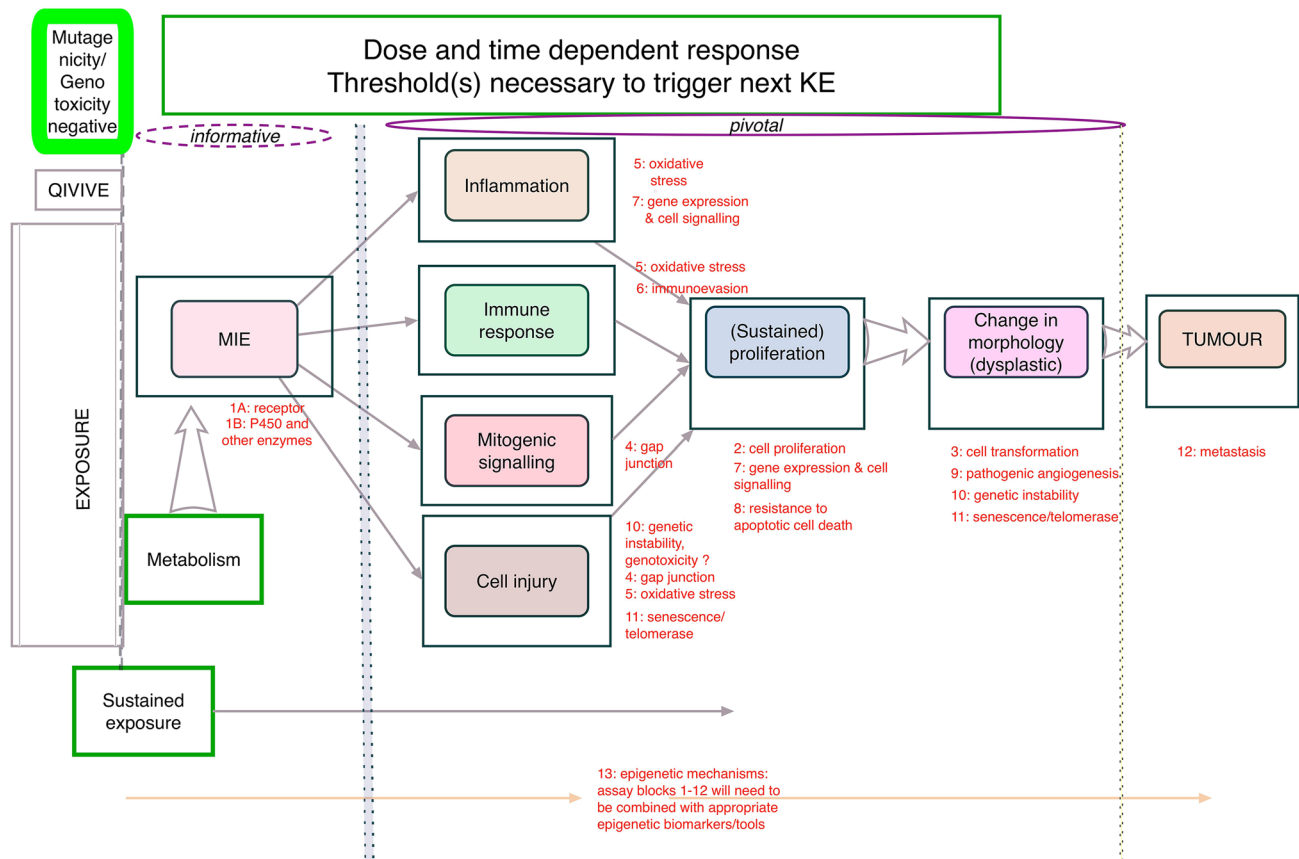 Mutage
nicity/
Geno
toxicity
negative
Dose and time dependent response
Threshold(s) necessary to trigger next KE
informative
pivotal
QIVIVE
EXPOSURE
MIE
1A: receptor
1B: P450 and
other enzymes
Metabolism
Sustained
exposure
Inflammation
5: oxidative
stress
7: gene expression
& cell signalling
Immune
response
5: oxidative stress
6: immunoevasion
Mitogenic
signalling
4: gap
junction
Cell injury
10: genetic
instability,
genotoxicity ?
4: gap junction
5: oxidative stress
11: senescence/
telomerase
(Sustained)
proliferation
2: cell proliferation
7: gene expression & cell
signalling
8: resistance to
apoptotic cell death
Change in
morphology
(dysplastic)
3: cell transformation
9: pathogenic angiogenesis
10: genetic instability
11: senescence/telomerase
TUMOUR
12: metastasis
13: epigenetic mechanisms:
assay blocks 1-12 will need to
be combined with appropriate
epigenetic biomarkers/tools